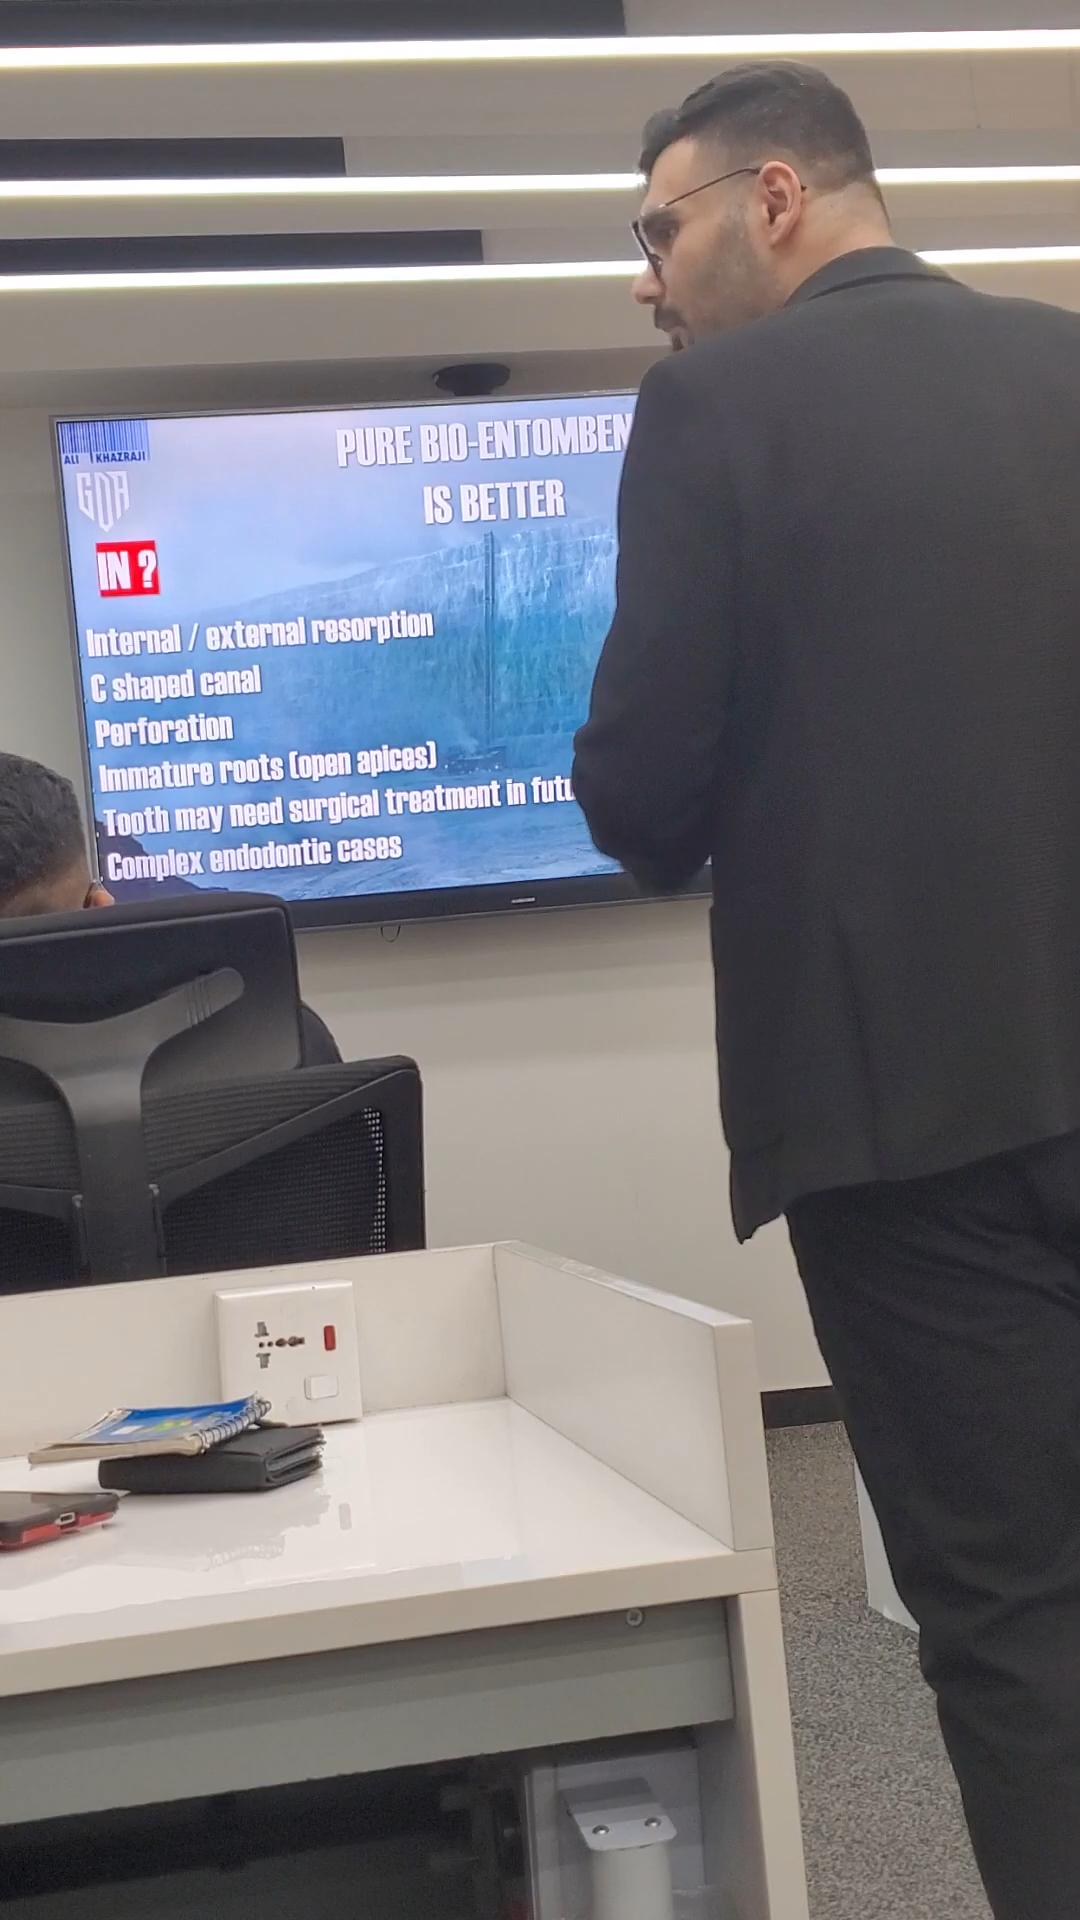 ALI KHAZRAJI
GDA
PURE BIO-ENTOMBEN
IS BETTER
IN ?
Internal / external resorption
C shaped canal
Perforation
Immature roots (open apices)
. Tooth may need surgical treatment in futu
. Complex endodontic cases